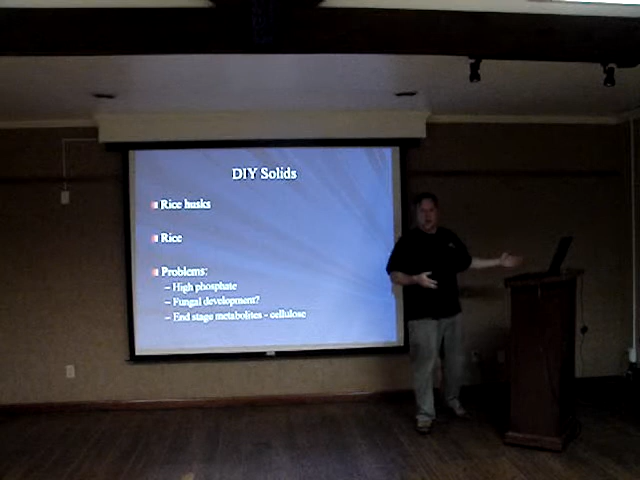 DIY Solids
Rice husks
Rice
Problems:
– High phosphate
– Fungal development?
– End stage metabolites - cellulose